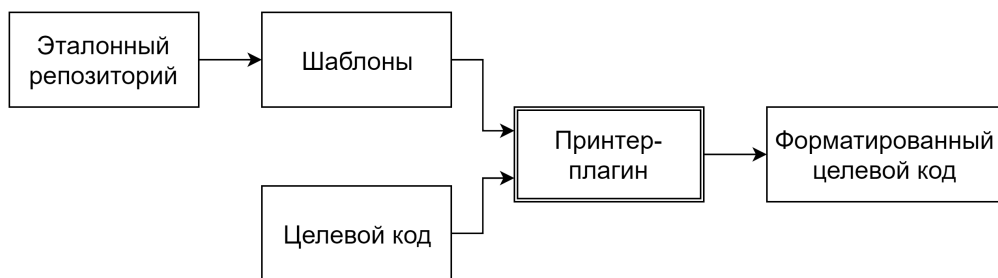 Эталонный
репозиторий
Шаблоны
Принтер-
плагин
Форматированный
целевой код
Целевой код